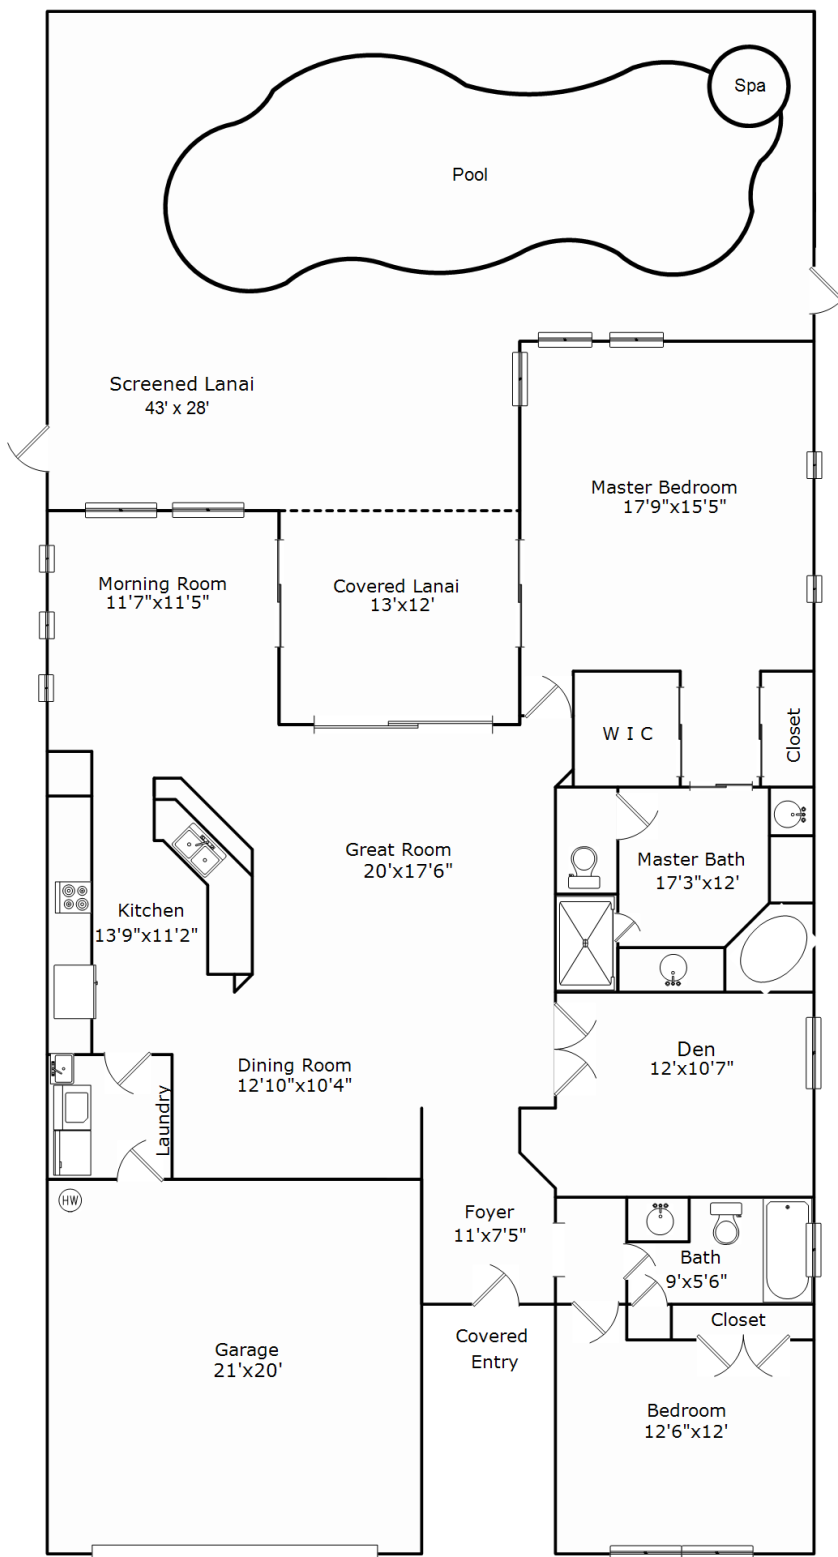 Spa
Pool
Screened Lanai
43' x 28'
Master Bedroom
17'9"x15'5"
Morning Room
11'7"x11'5"
Covered Lanai
13'x12'
W I C
Closet
Great Room
20'x17'6"
Master Bath
17'3"x12'
Kitchen
13'9"x11'2"
Dining Room
12'10"x10'4"
Den
12'x10'7"
Laundry
HW
Foyer
11'x7'5"
Bath
9'x5'6"
Closet
Covered
Entry
Garage
21'x20'
Bedroom
12'6"x12'